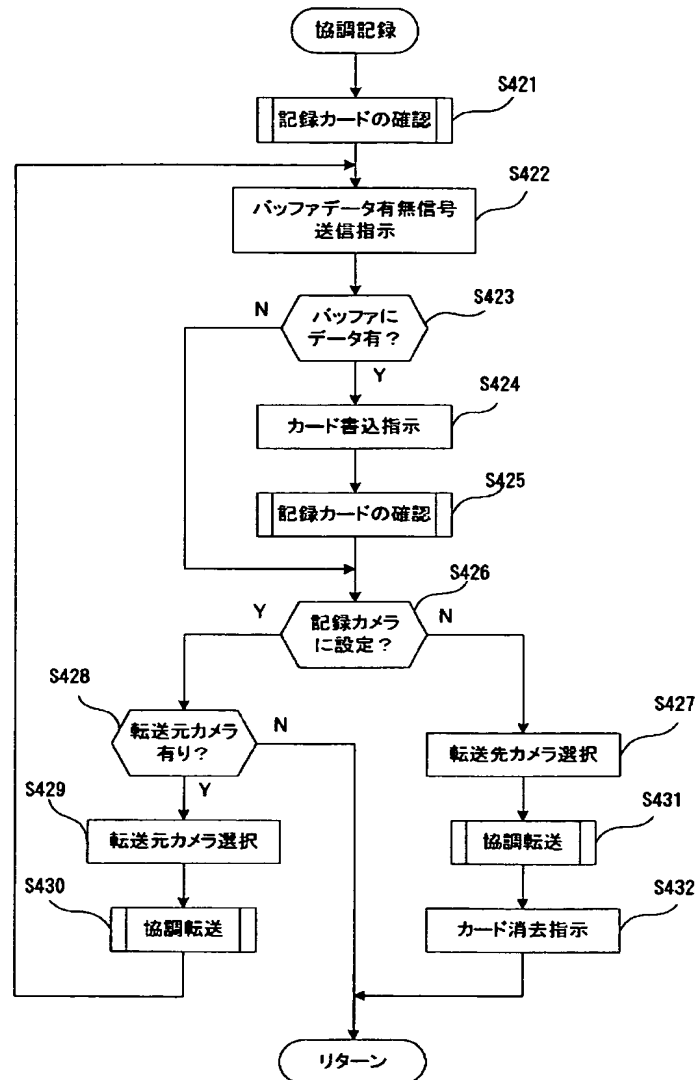 協調記録
S421
記録カードの確認
S422
バッファデータ有無信号
送信指示
S423
N
バッファに
データ有？
Y
S424
カード書込指示
S425
記録カードの確認
S426
Y
記録カメラ
に設定？
N
S428
転送元カメラ
有り？
N
Y
S427
転送先カメラ選択
S429
転送元カメラ選択
S431
協調転送
S430
協調転送
S432
カード消去指示
リターン